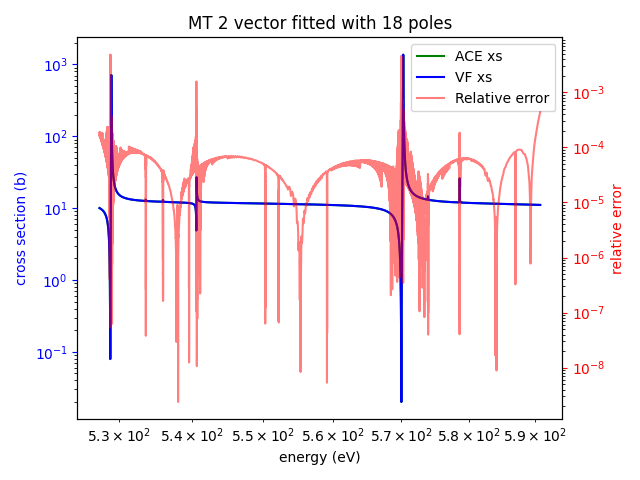 MT 2 vector fitted with 18 poles
ACE xs
VF xs
Relative error
10³
10²
10¹
10⁰
10⁻¹
cross section (b)
10⁻³
10⁻⁴
10⁻⁵
10⁻⁶
10⁻⁷
10⁻⁸
relative error
5.3 × 10² 5.4 × 10² 5.5 × 10² 5.6 × 10² 5.7 × 10² 5.8 × 10² 5.9 × 10²
energy (eV)